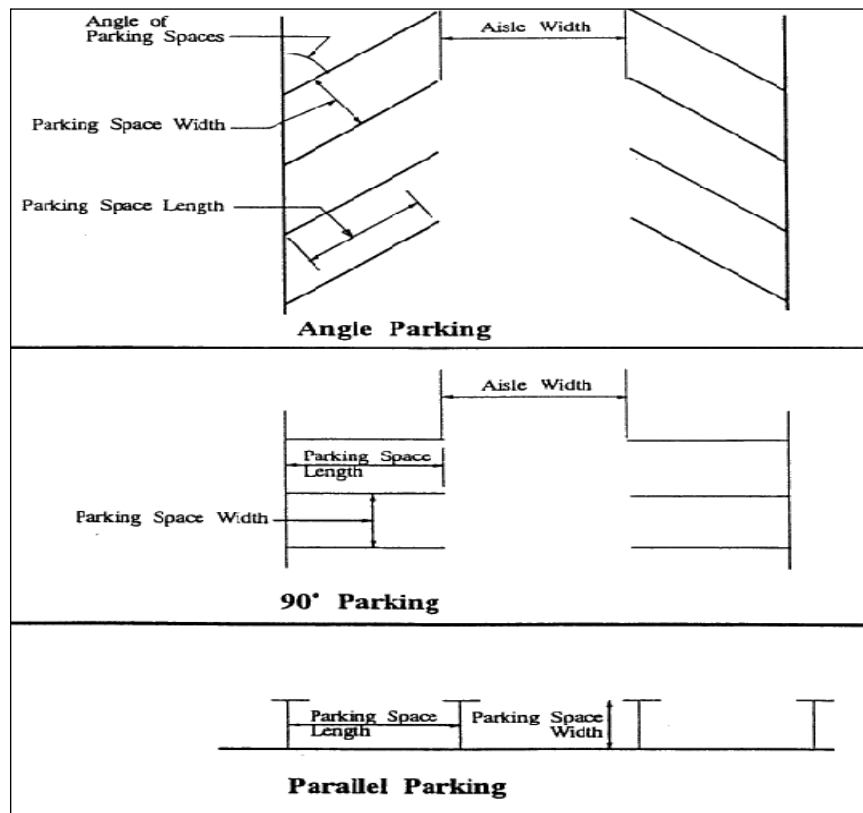 Angle of
Parking Spaces
Aisle Width
Parking Space Width
Parking Space Length
Angle Parking
Aisle Width
Parking Space
Length
Parking Space Width
90° Parking
Parking Space
Length
Parking Space
Width
Parallel Parking